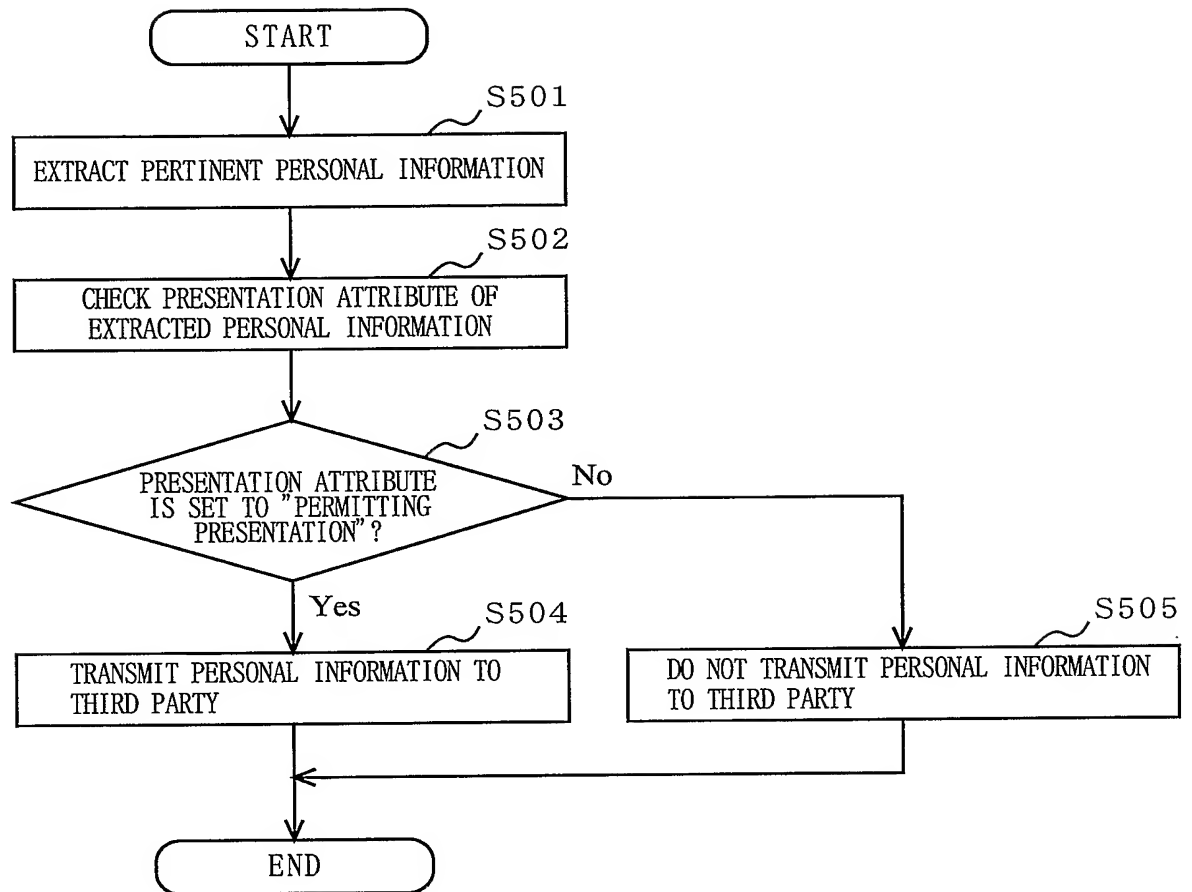 START
S501
EXTRACT PERTINENT PERSONAL INFORMATION
S502
CHECK PRESENTATION ATTRIBUTE OF
EXTRACTED PERSONAL INFORMATION
S503
PRESENTATION ATTRIBUTE
IS SET TO "PERMITTING
PRESENTATION"?
No
Yes
S504
TRANSMIT PERSONAL INFORMATION TO
THIRD PARTY
S505
DO NOT TRANSMIT PERSONAL INFORMATION
TO THIRD PARTY
END